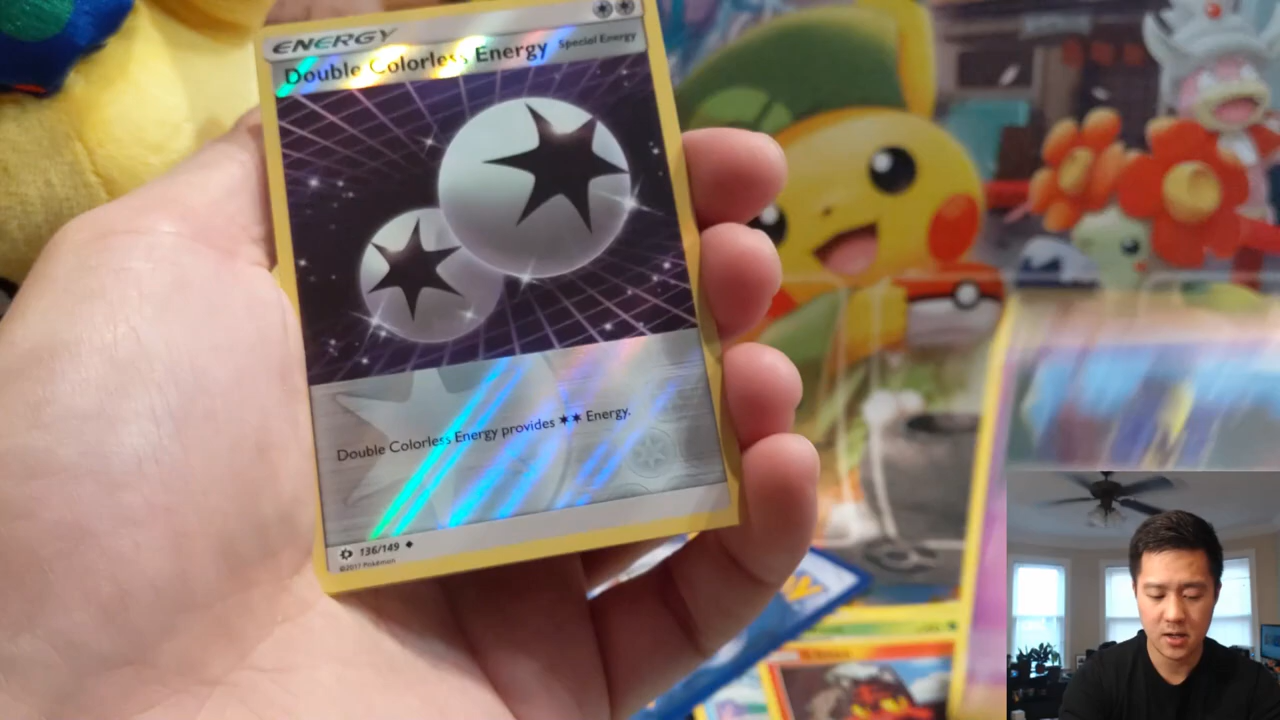 ENERGY
Double Colorless Energy Special Energy
Double Colorless Energy provides ✶✶ Energy.
136/149 ◆
©2017 Pokémon